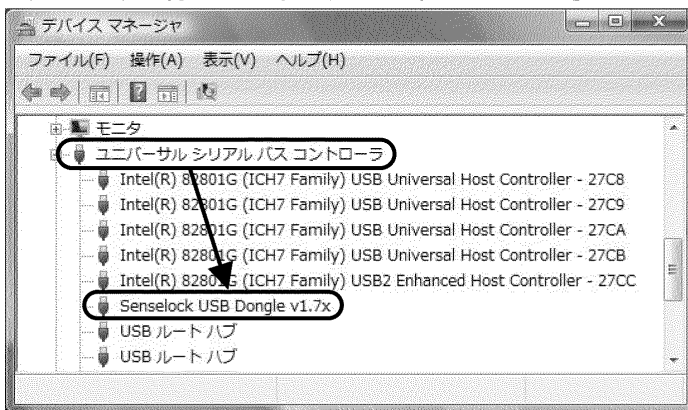 デバイス マネージャ
ファイル(F) 操作(A) 表示(V) ヘルプ(H)
モニタ
ユニバーサル シリアル バス コントローラ
Intel(R) 82801G (ICH7 Family) USB Universal Host Controller - 27C8
Intel(R) 82801G (ICH7 Family) USB Universal Host Controller - 27C9
Intel(R) 82801G (ICH7 Family) USB Universal Host Controller - 27CA
Intel(R) 82801G (ICH7 Family) USB Universal Host Controller - 27CB
Intel(R) 82801G (ICH7 Family) USB2 Enhanced Host Controller - 27CC
Senselock USB Dongle v1.7x
USB ルート ハブ
USB ルート ハブ